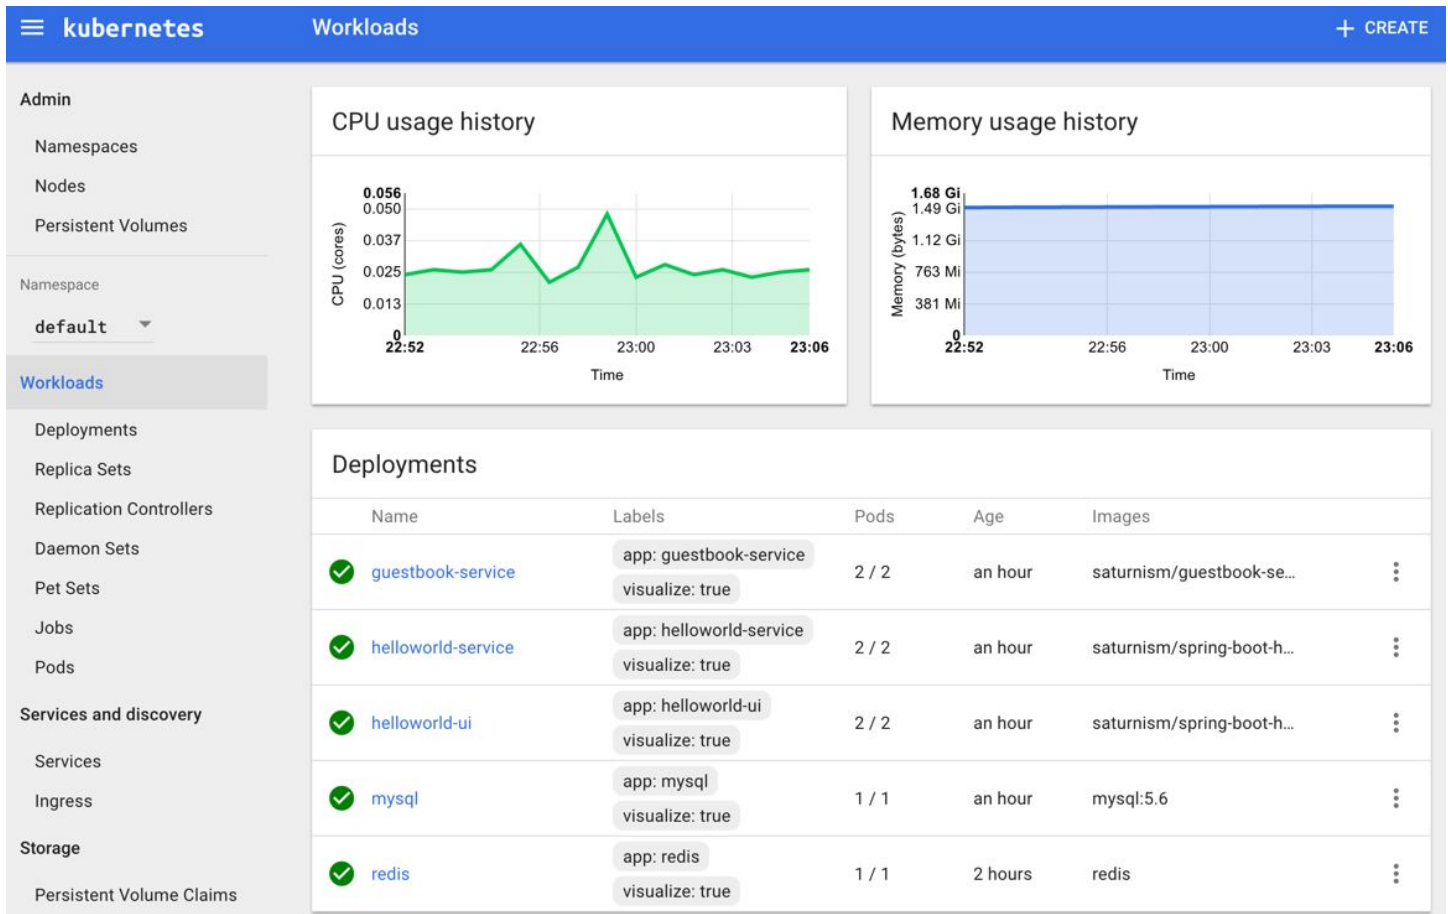 kubernetes
Workloads
+ CREATE
Admin
Namespaces
Nodes
Persistent Volumes
Namespace
default
Workloads
Deployments
Replica Sets
Replication Controllers
Daemon Sets
Pet Sets
Jobs
Pods
Services and discovery
Services
Ingress
Storage
Persistent Volume Claims
CPU usage history
CPU (cores)
0.056
0.050
0.037
0.025
0.013
0
22:52 22:56 23:00 23:03 23:06
Time
Memory usage history
Memory (bytes)
1.68 Gi
1.49 Gi
1.12 Gi
763 Mi
381 Mi
0
22:52 22:56 23:00 23:03 23:06
Time
Deployments
Name Labels Pods Age Images
guestbook-service app: guestbook-service visualize: true 2 / 2 an hour saturnism/guestbook-se...
helloworld-service app: helloworld-service visualize: true 2 / 2 an hour saturnism/spring-boot-h...
helloworld-ui app: helloworld-ui visualize: true 2 / 2 an hour saturnism/spring-boot-h...
mysql app: mysql visualize: true 1 / 1 an hour mysql:5.6
redis app: redis visualize: true 1 / 1 2 hours redis